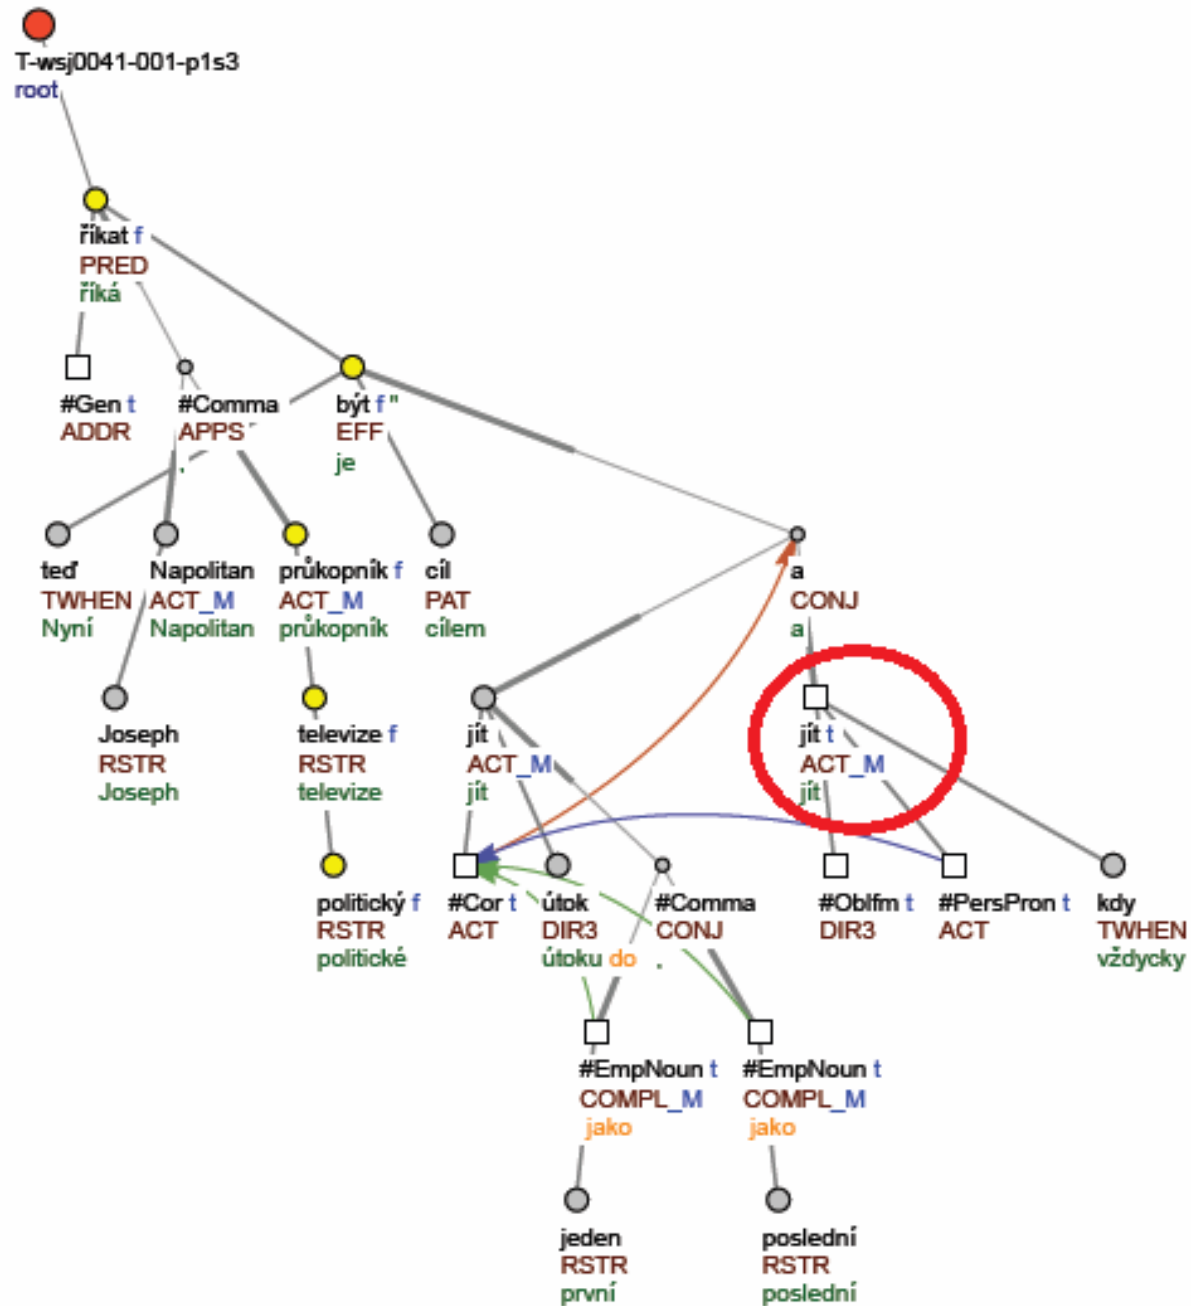 T-wsj0041-001-p1s3
root
říkat f
PRED
říká
#Gen t
ADDR
#Comma
APPS
,
být f "
EFF
je
teď
TWHEN
Nyní
Napolitan
ACT_M
Napolitan
průkopník f
ACT_M
průkopník
cíl
PAT
cílem
a
CONJ
a
Joseph
RSTR
Joseph
televize f
RSTR
televize
jít
ACT_M
jít
jít t
ACT_M
jít
politický f
RSTR
politické
#Cor t
ACT
útok
DIR3
útoku do
#Comma
CONJ
,
#Oblfm t
DIR3
#PersPron t
ACT
kdy
TWHEN
vždycky
#EmpNoun t
COMPL_M
jako
#EmpNoun t
COMPL_M
jako
jeden
RSTR
první
poslední
RSTR
poslední